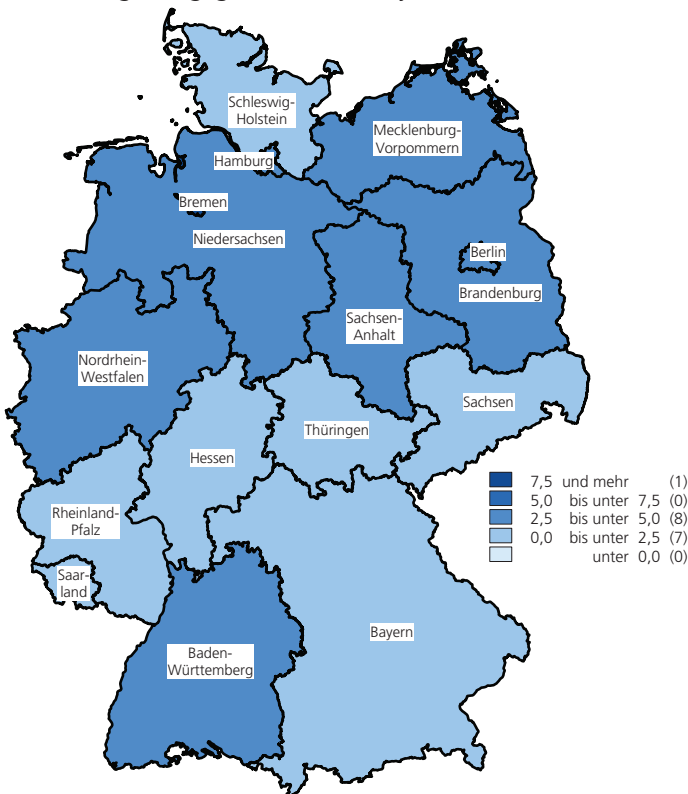 Schleswig-
Holstein
Mecklenburg-
Vorpommern
Hamburg
Bremen
Niedersachsen
Berlin
Brandenburg
Sachsen-
Anhalt
Nordrhein-
Westfalen
Sachsen
Thüringen
Hessen
Rheinland-
Pfalz
Saar-
land
Bayern
Baden-
Württemberg
7,5 und mehr (1)
5,0 bis unter 7,5 (0)
2,5 bis unter 5,0 (8)
0,0 bis unter 2,5 (7)
unter 0,0 (0)